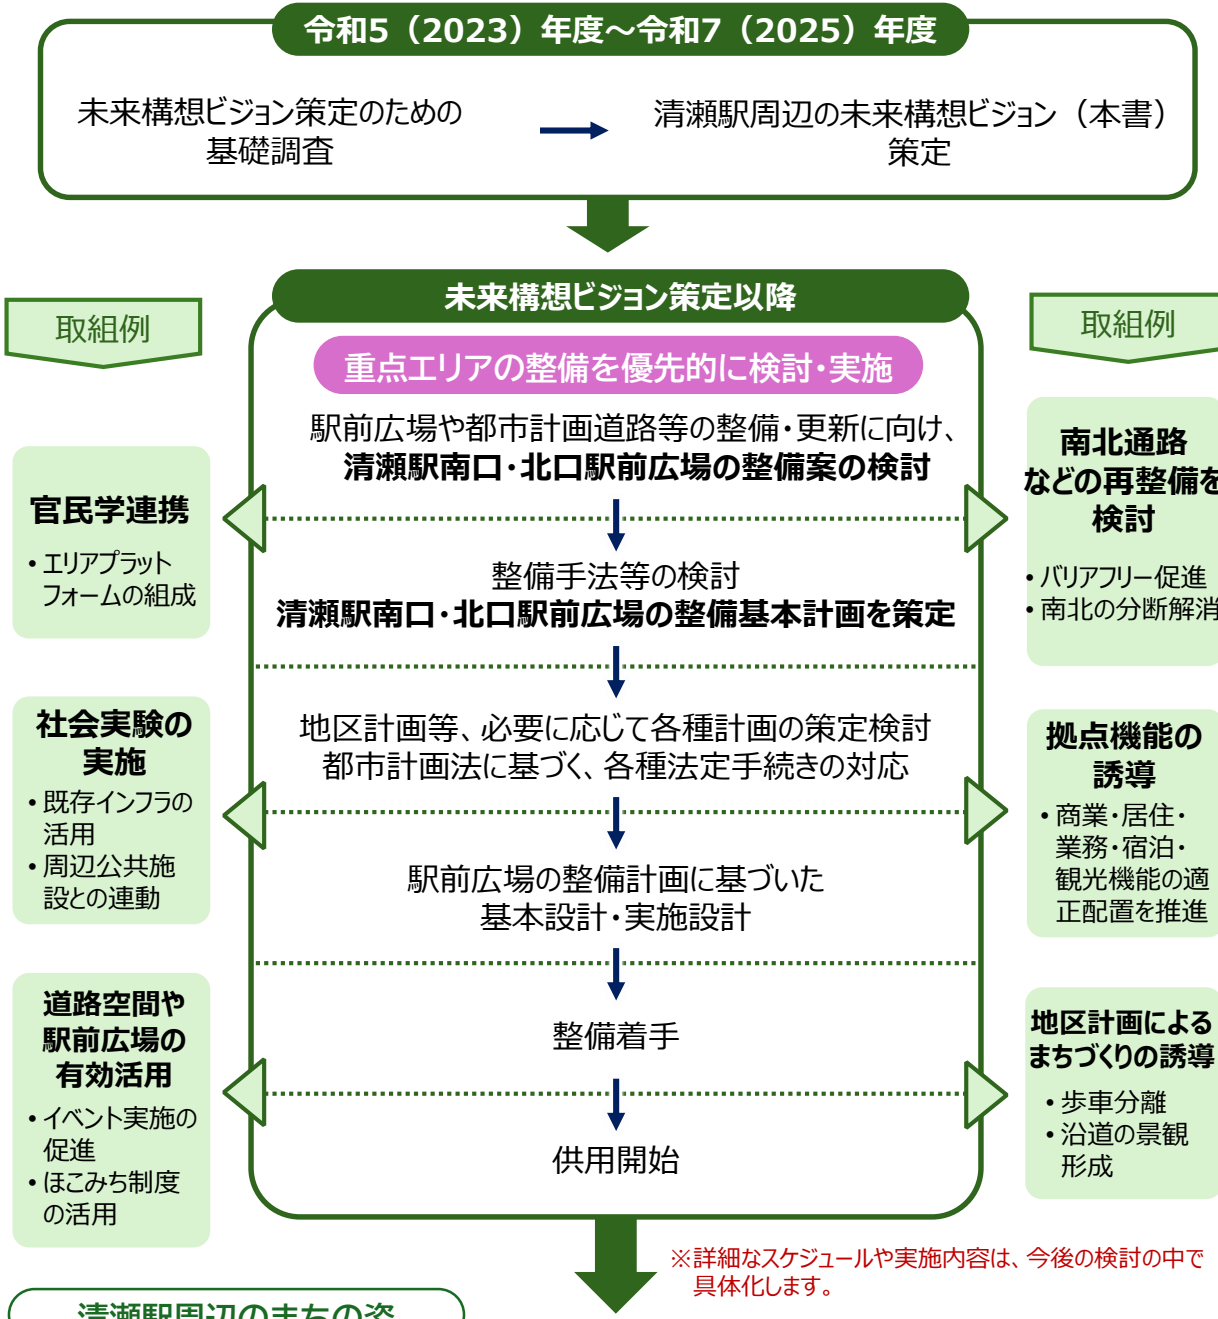 令和5（2023）年度～令和7（2025）年度
未来構想ビジョン策定のための
基礎調査
清瀬駅周辺の未来構想ビジョン（本書）
策定
未来構想ビジョン策定以降
取組例
取組例
重点エリアの整備を優先的に検討・実施
駅前広場や都市計画道路等の整備・更新に向け、
清瀬駅南口・北口駅前広場の整備案の検討
整備手法等の検討
清瀬駅南口・北口駅前広場の整備基本計画を策定
地区計画等、必要に応じて各種計画の策定検討
都市計画法に基づく、各種法定手続きの対応
駅前広場の整備計画に基づいた
基本設計・実施設計
整備着手
供用開始
官民学連携
• エリアプラット
フォームの組成
社会実験の
実施
• 既存インフラの
活用
• 周辺公共施
設との連動
道路空間や
駅前広場の
有効活用
• イベント実施の
促進
• ほこみち制度
の活用
南北通路
などの再整備を
検討
• バリアフリー促進
• 南北の分断解消
拠点機能の
誘導
• 商業・居住・
業務・宿泊・
観光機能の適
正配置を推進
地区計画による
まちづくりの誘導
• 歩車分離
• 沿道の景観
形成
※詳細なスケジュールや実施内容は、今後の検討の中で
具体化します。
清瀬駅周辺のまちの姿